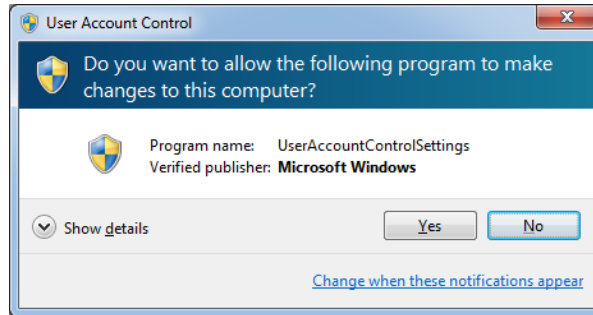 User Account Control
Do you want to allow the following program to make
changes to this computer?
Program name: UserAccountControlSettings
Verified publisher: Microsoft Windows
Show details
Yes
No
Change when these notifications appear